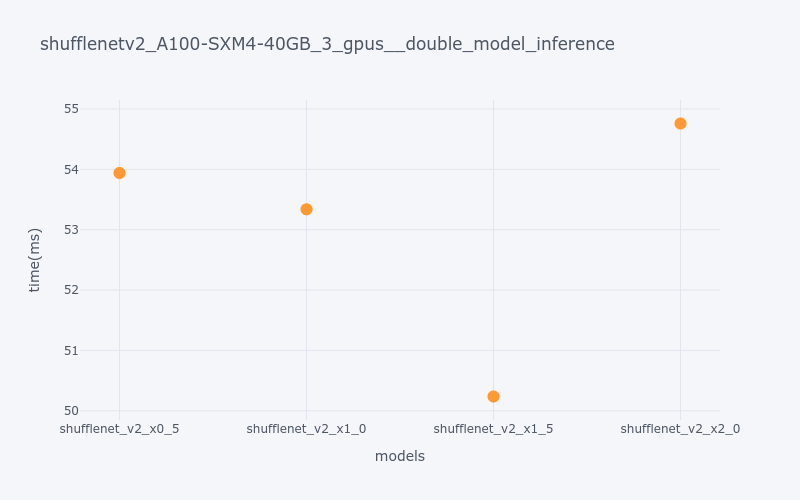 shufflenetv2_A100-SXM4-40GB_3_gpus__double_model_inference
55
54
53
52
51
50
time(ms)
shufflenet_v2_x0_5
shufflenet_v2_x1_0
shufflenet_v2_x1_5
shufflenet_v2_x2_0
models